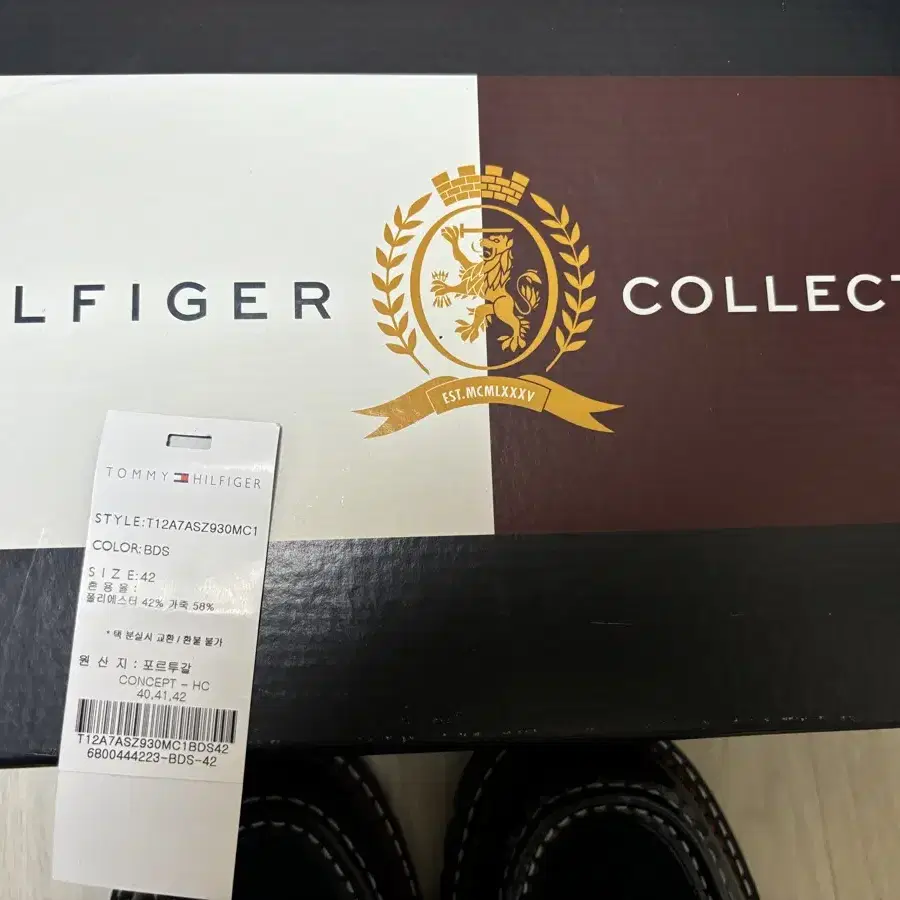 LFIGER
COLLECT
EST.MCMLXXXV
TOMMY HILFIGER
STYLE:T12A7ASZ930MC1
COLOR:BDS
SIZE:42
혼용율:
폴리에스터 42% 가죽 58%
* 택 분실시 교환 / 환불 불가
원산지 : 포르투갈
CONCEPT - HC
40,41,42
T12A7ASZ930MC1BDS42
6800444223-BDS-42